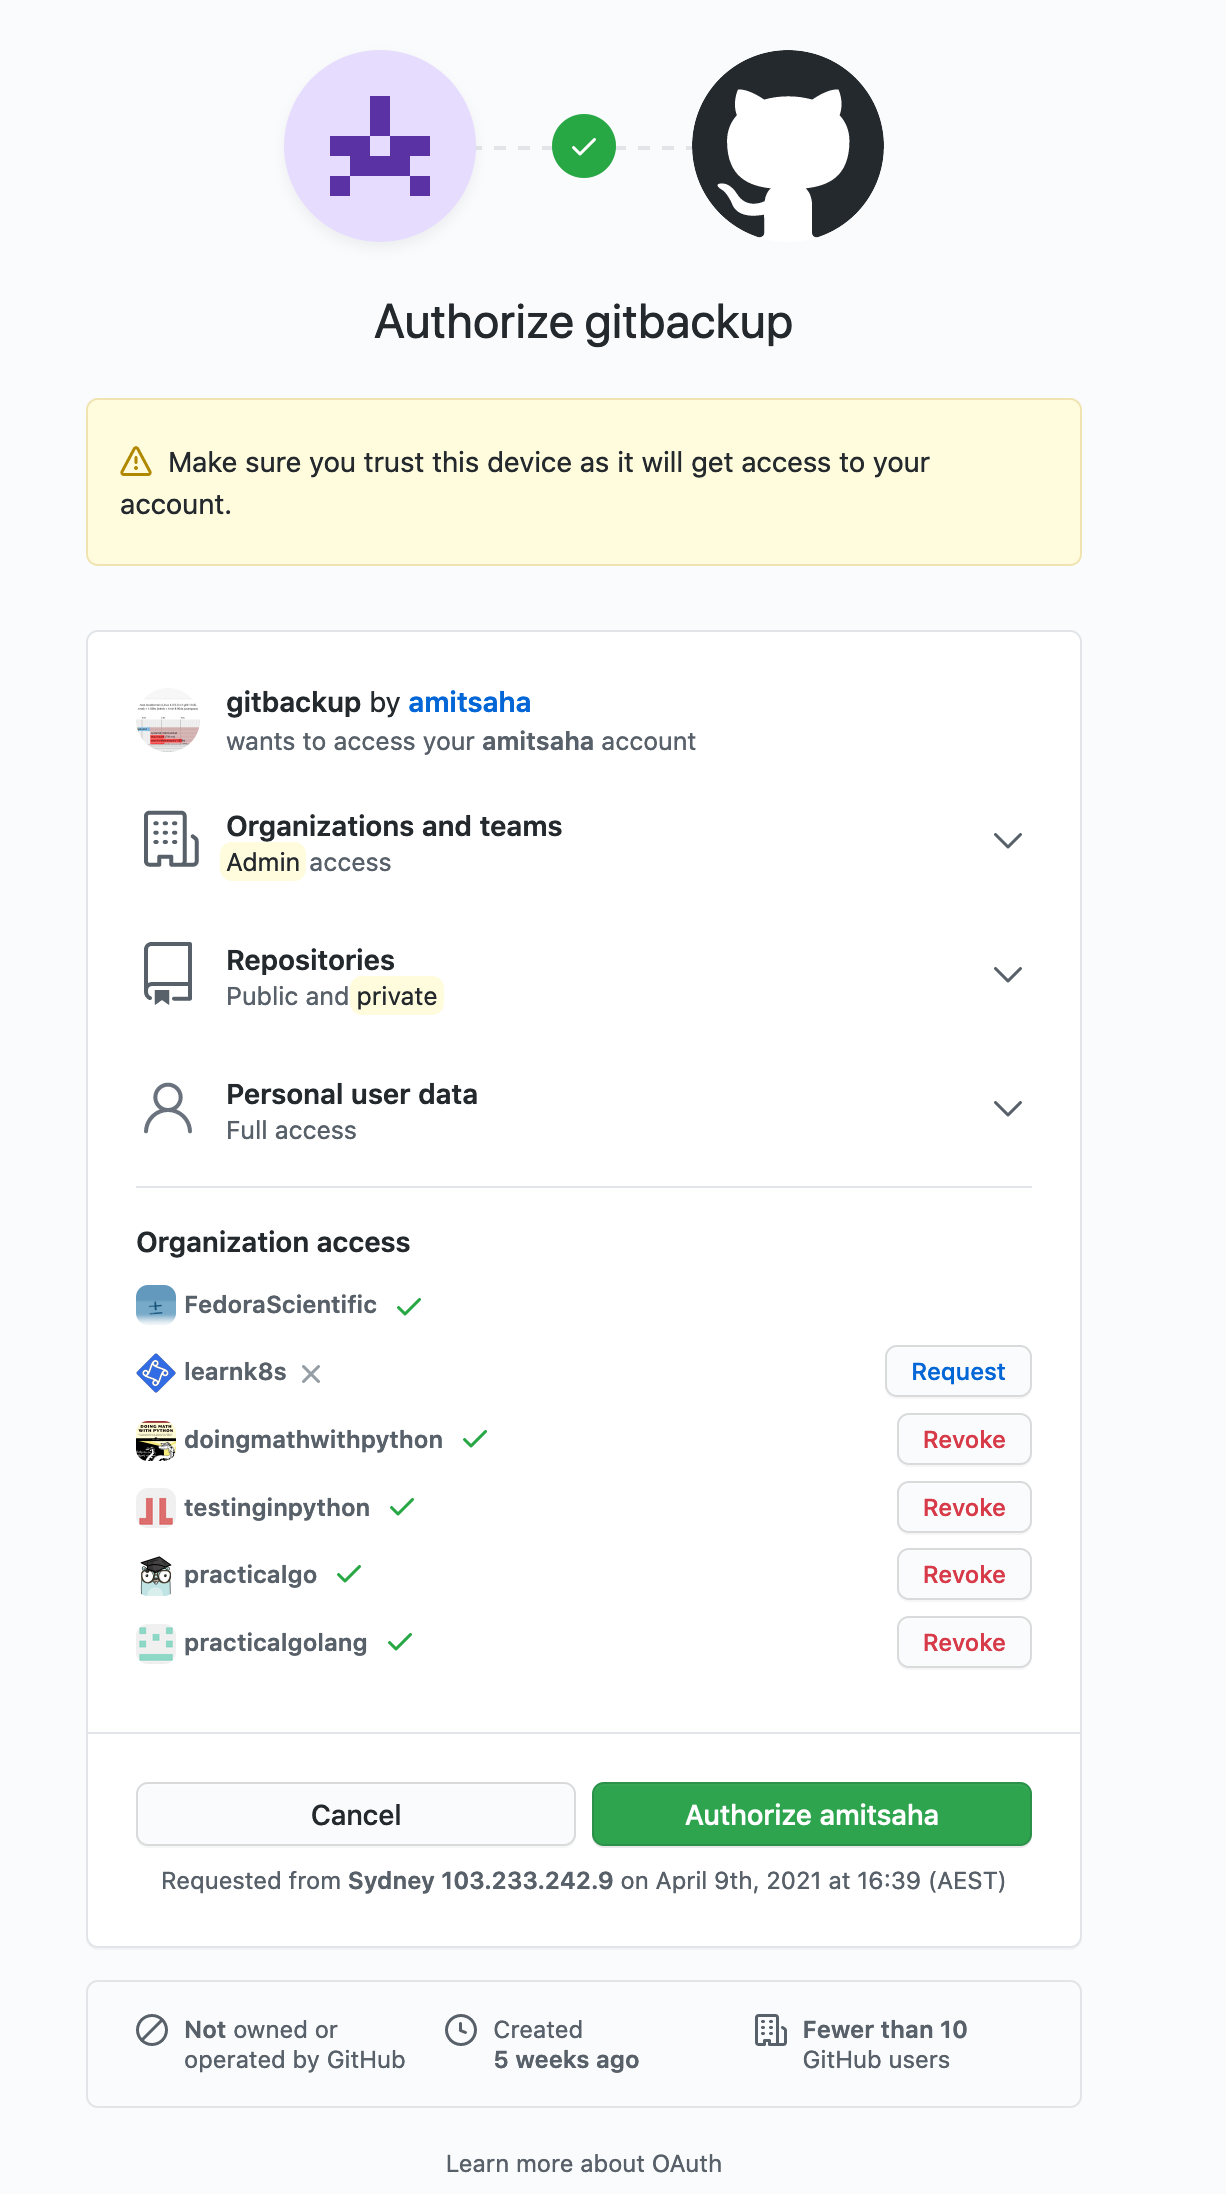 Authorize gitbackup
Make sure you trust this device as it will get access to your
account.
gitbackup by amitsaha
wants to access your amitsaha account
Organizations and teams
Admin access
Repositories
Public and private
Personal user data
Full access
Organization access
FedoraScientific
learnk8s
Request
doingmathwithpython
Revoke
testinginpython
Revoke
practicalgo
Revoke
practicalgolang
Revoke
Cancel
Authorize amitsaha
Requested from Sydney 103.233.242.9 on April 9th, 2021 at 16:39 (AEST)
Not owned or
operated by GitHub
Created
5 weeks ago
Fewer than 10
GitHub users
Learn more about OAuth